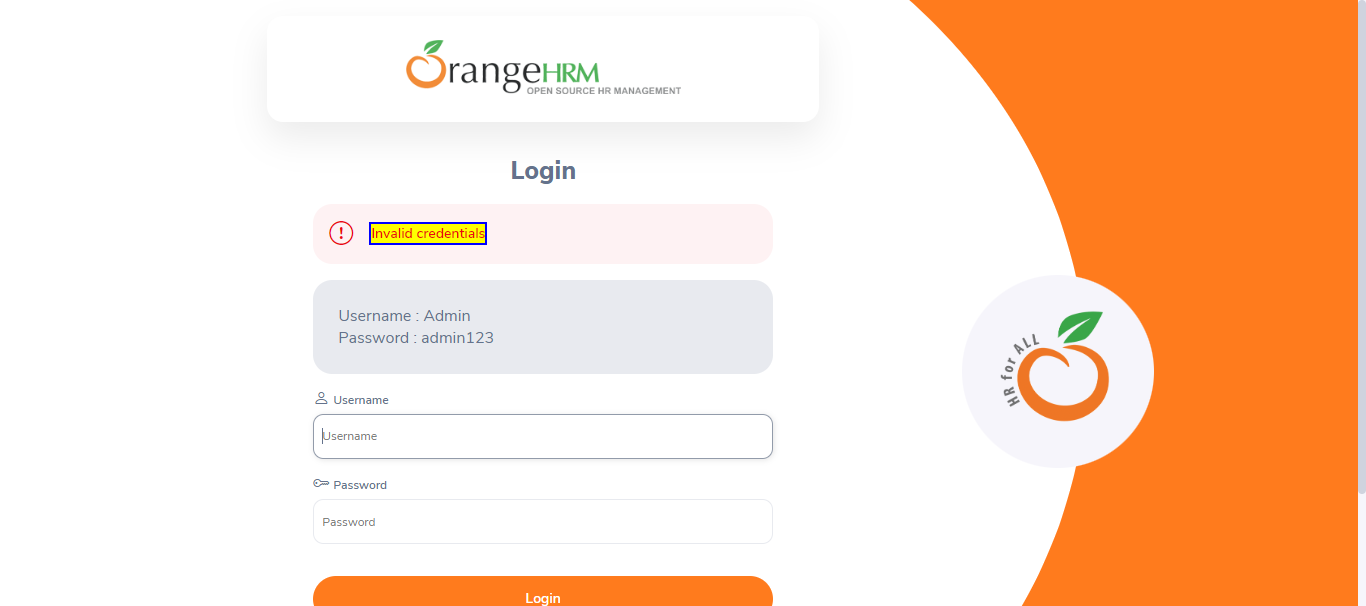 OrangeHRM
OPEN SOURCE HR MANAGEMENT
Login
Invalid credentials
Username : Admin
Password : admin123
Username
Username
Password
Password
Login
HR for ALL